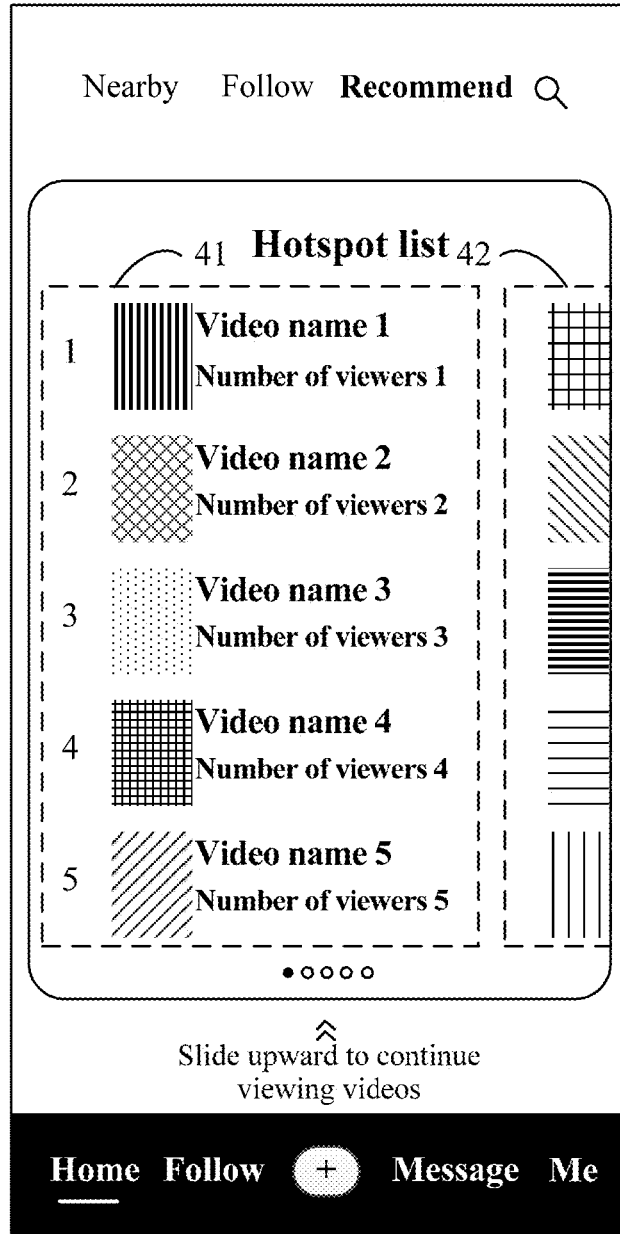 Nearby Follow Recommend
Hotspot list
41
42
1
Video name 1
Number of viewers 1
2
Video name 2
Number of viewers 2
3
Video name 3
Number of viewers 3
4
Video name 4
Number of viewers 4
5
Video name 5
Number of viewers 5
Slide upward to continue
viewing videos
Home Follow + Message Me